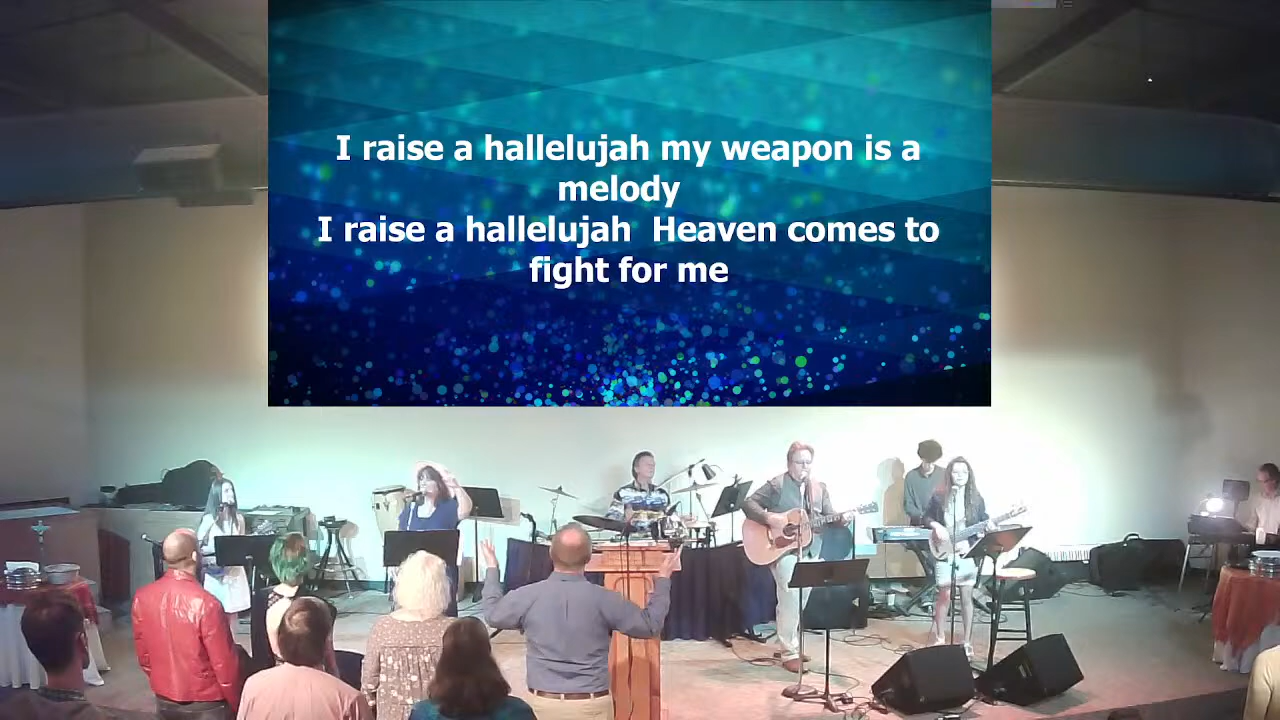 I raise a hallelujah my weapon is a
melody
I raise a hallelujah  Heaven comes to
fight for me